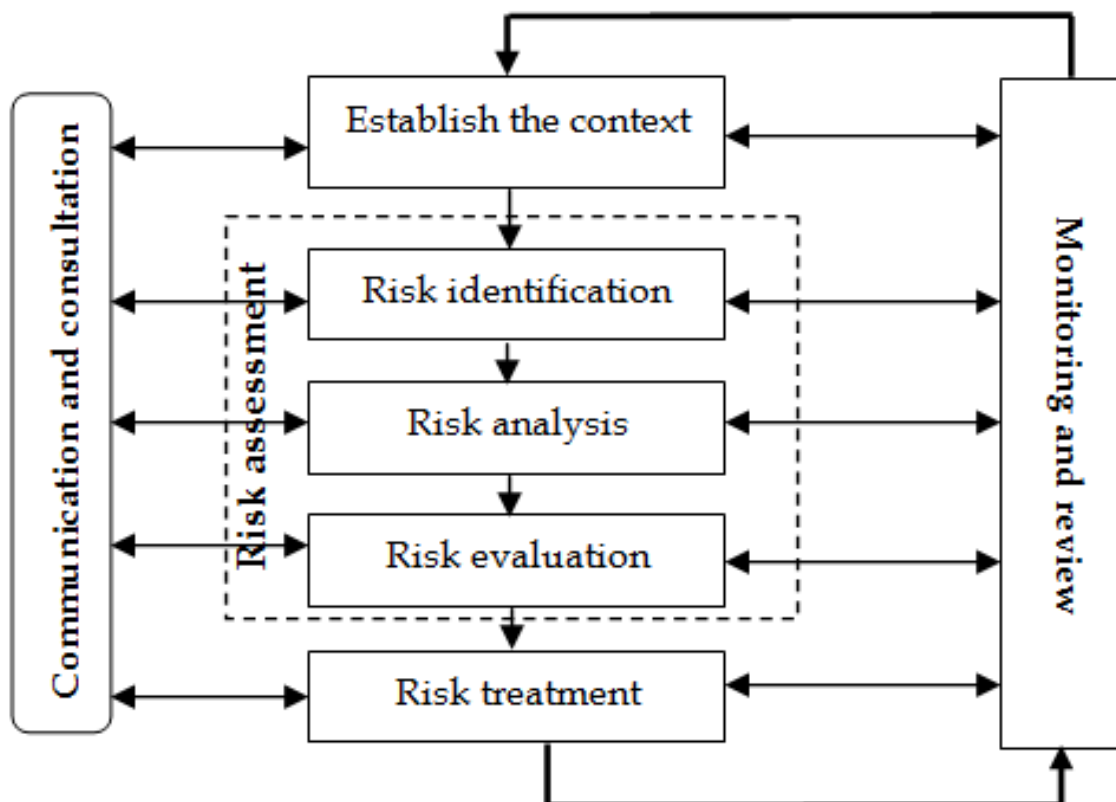 Communication and consultation
Establish the context
Risk assessment
Risk identification
Risk analysis
Risk evaluation
Risk treatment
Monitoring and review